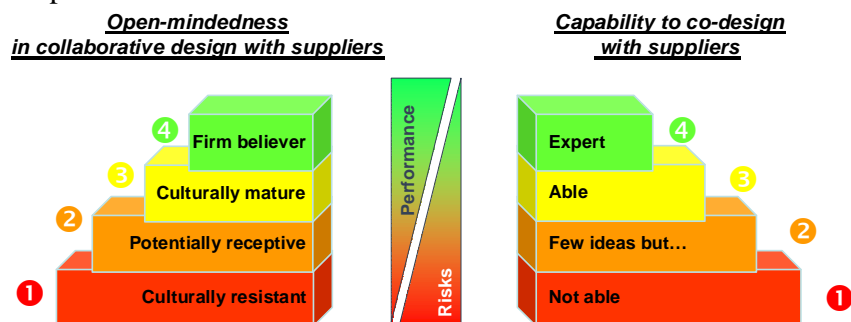 Open-mindedness
in collaborative design with suppliers
Capability to co-design
with suppliers
4
Firm believer
3
Culturally mature
2
Potentially receptive
1
Culturally resistant
Performance
Risks
Expert
4
Able
3
Few ideas but…
2
Not able
1